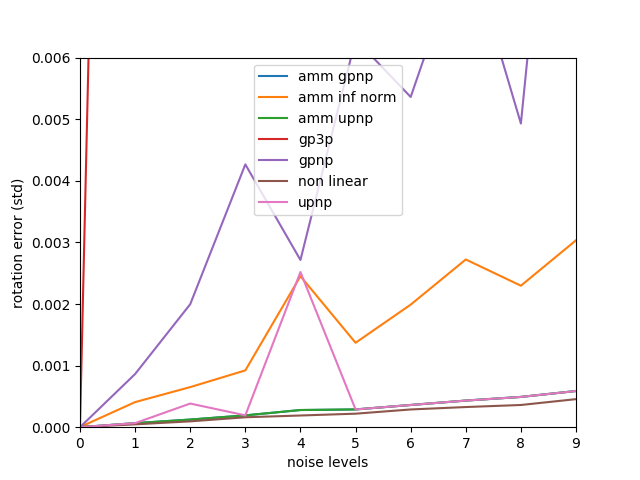 0.006
0.005
0.004
0.003
0.002
0.001
0.000
rotation error (std)
amm gpnp
amm inf norm
amm upnp
gp3p
gpnp
non linear
upnp
0 1 2 3 4 5 6 7 8 9
noise levels